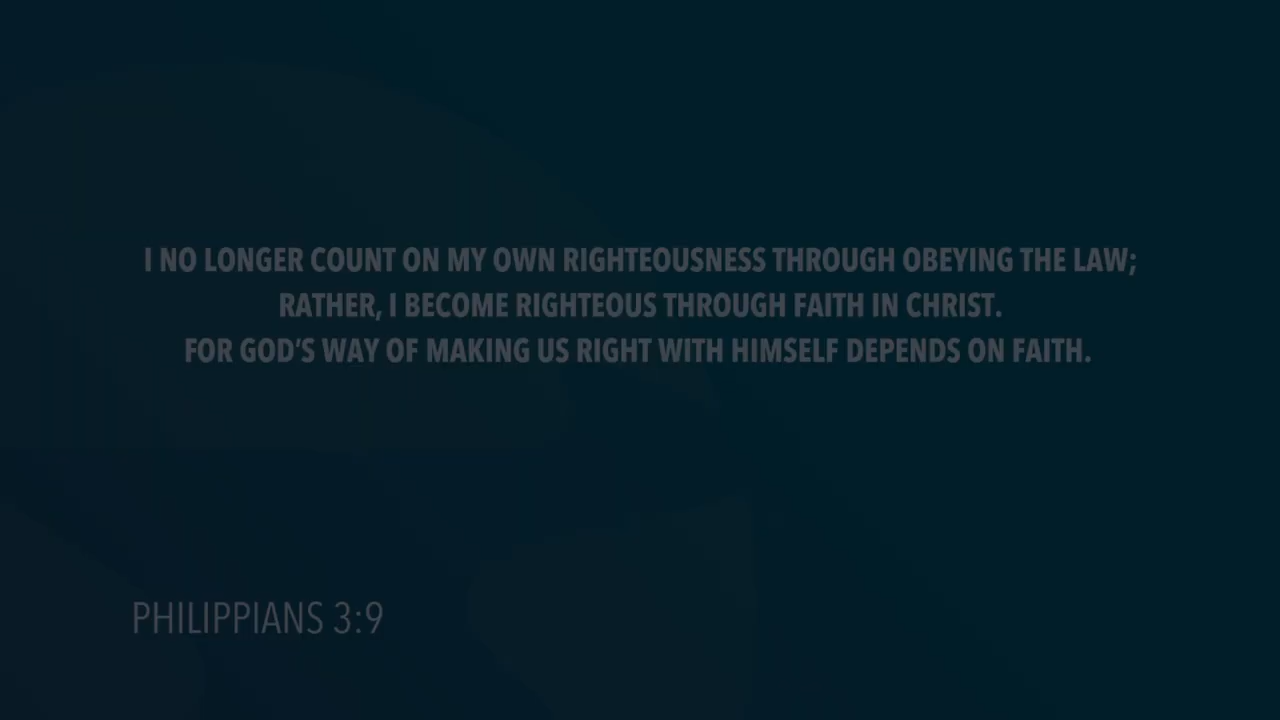 I NO LONGER COUNT ON MY OWN RIGHTEOUSNESS THROUGH OBEYING THE LAW;
RATHER, I BECOME RIGHTEOUS THROUGH FAITH IN CHRIST.
FOR GOD‘S WAY OF MAKING US RIGHT WITH HIMSELF DEPENDS ON FAITH.
PHILIPPIANS 3:9